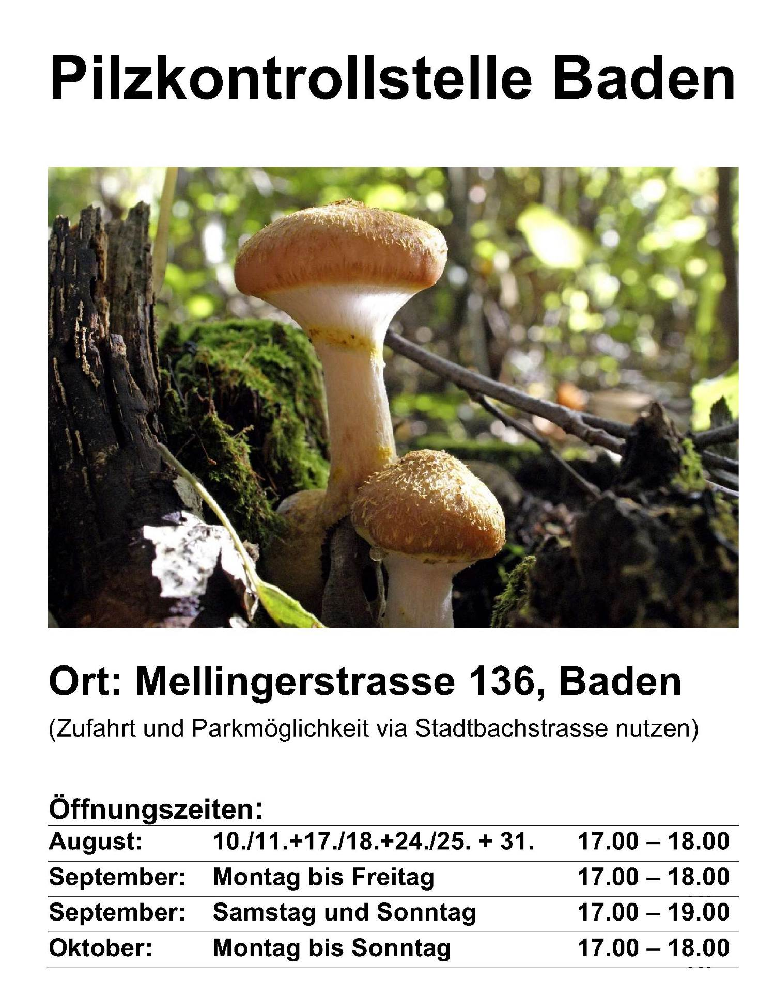 Pilzkontrollstelle Baden
Ort: Mellingerstrasse 136, Baden
(Zufahrt und Parkmöglichkeit via Stadtbachstrasse nutzen)
Öffnungszeiten:
August: 10./11.+17./18.+24./25. + 31. 17.00 – 18.00
September: Montag bis Freitag 17.00 – 18.00
September: Samstag und Sonntag 17.00 – 19.00
Oktober: Montag bis Sonntag 17.00 – 18.00